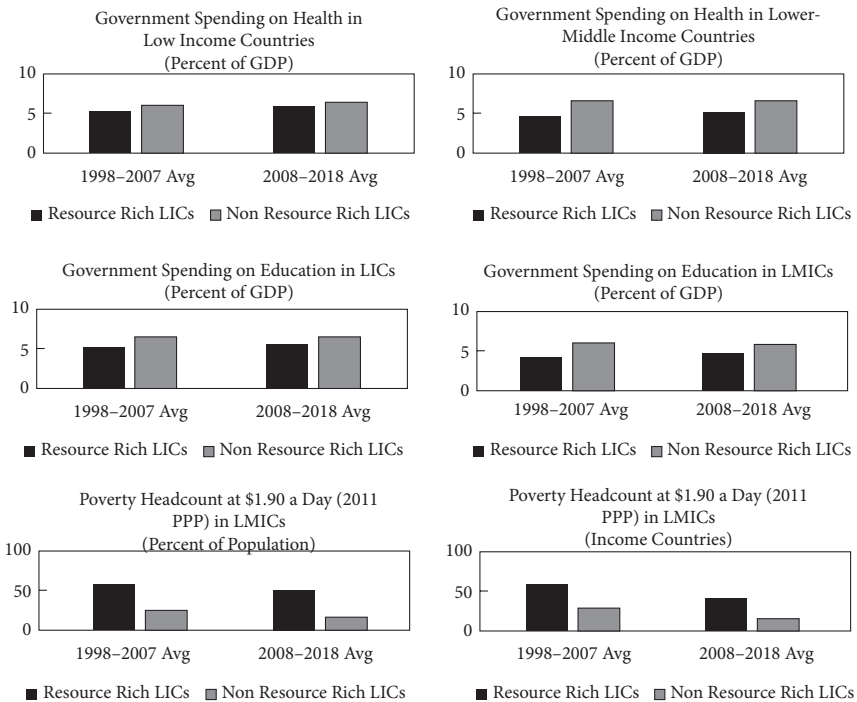 Government Spending on Health in
Low Income Countries
(Percent of GDP)
10
5
0
1998–2007 Avg 2008–2018 Avg
Resource Rich LICs Non Resource Rich LICs
Government Spending on Health in Lower-
Middle Income Countries
(Percent of GDP)
10
5
0
1998–2007 Avg 2008–2018 Avg
Resource Rich LICs Non Resource Rich LICs
Government Spending on Education in LICs
(Percent of GDP)
10
5
0
1998–2007 Avg 2008–2018 Avg
Resource Rich LICs Non Resource Rich LICs
Government Spending on Education in LMICs
(Percent of GDP)
10
5
0
1998–2007 Avg 2008–2018 Avg
Resource Rich LICs Non Resource Rich LICs
Poverty Headcount at $1.90 a Day (2011
PPP) in LMICs
(Percent of Population)
100
50
0
1998–2007 Avg 2008–2018 Avg
Resource Rich LICs Non Resource Rich LICs
Poverty Headcount at $1.90 a Day (2011
PPP) in LMICs
(Income Countries)
100
50
0
1998–2007 Avg 2008–2018 Avg
Resource Rich LICs Non Resource Rich LICs